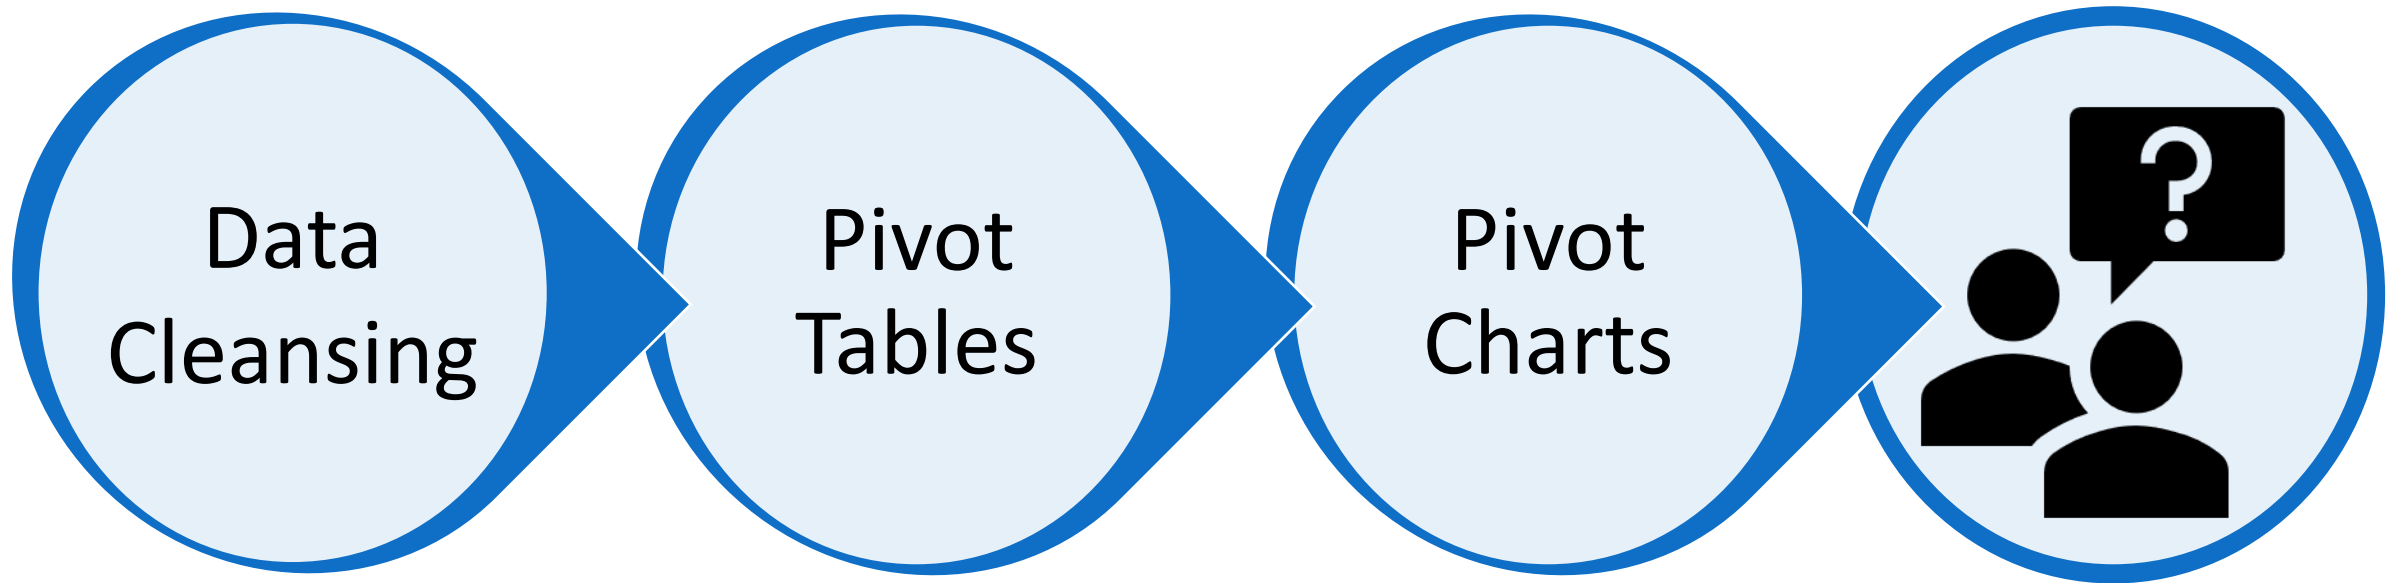 Data
Cleansing
Pivot
Tables
Pivot
Charts
?